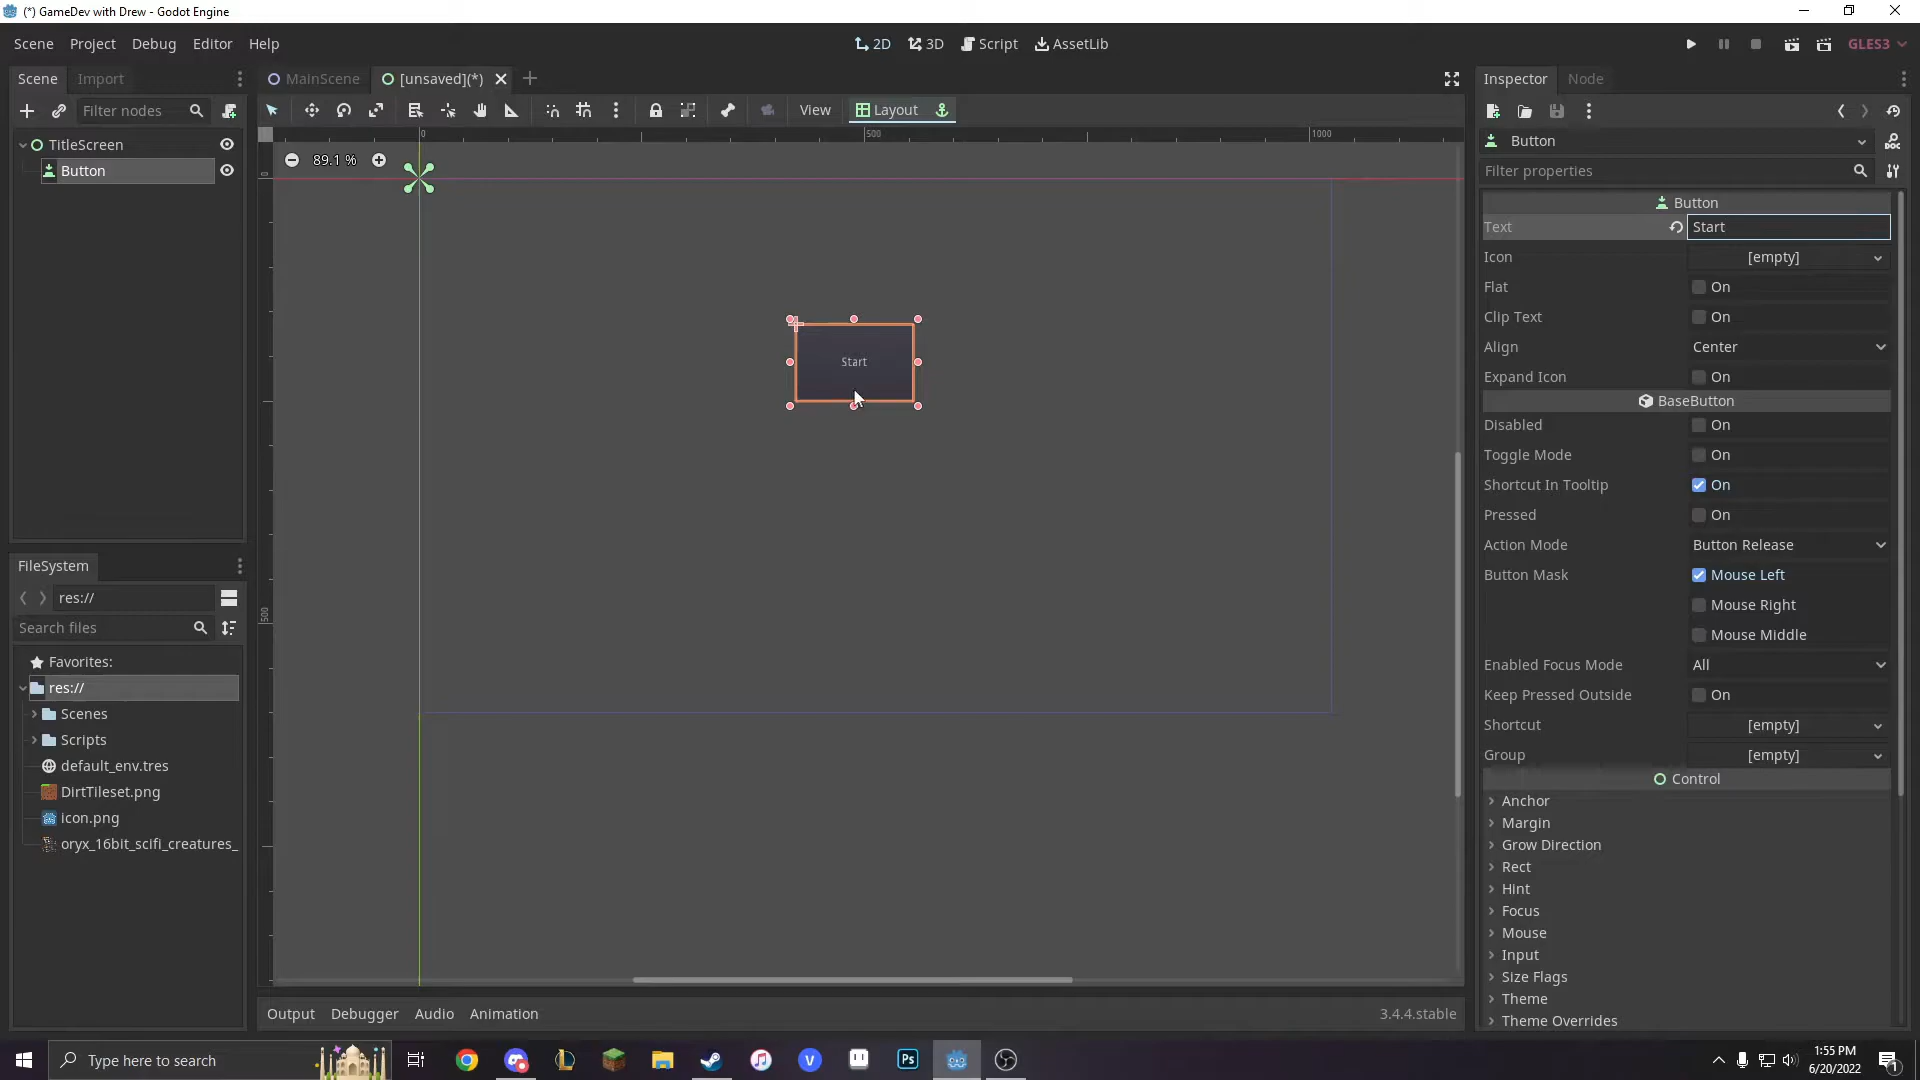 (*) GameDev with Drew - Godot Engine
Scene Project Debug Editor Help
2D 3D Script AssetLib
GLES3
Scene Import
Filter nodes
TitleScreen
Button
MainScene [unsaved](*)
View Layout
0 500 1000
89.1 %
0
500
Start
FileSystem
res://
Search files
Favorites:
res://
Scenes
Scripts
default_env.tres
DirtTileset.png
icon.png
oryx_16bit_scifi_creatures_
Output Debugger Audio Animation 3.4.4.stable
Inspector Node
Button
Filter properties
Button
Text Start
Icon [empty]
Flat On
Clip Text On
Align Center
Expand Icon On
BaseButton
Disabled On
Toggle Mode On
Shortcut In Tooltip On
Pressed On
Action Mode Button Release
Button Mask Mouse Left
Mouse Right
Mouse Middle
Enabled Focus Mode All
Keep Pressed Outside On
Shortcut [empty]
Group [empty]
Control
Anchor
Margin
Grow Direction
Rect
Hint
Focus
Mouse
Input
Size Flags
Theme
Theme Overrides
Type here to search
Ps
1:55 PM
6/20/2022
1